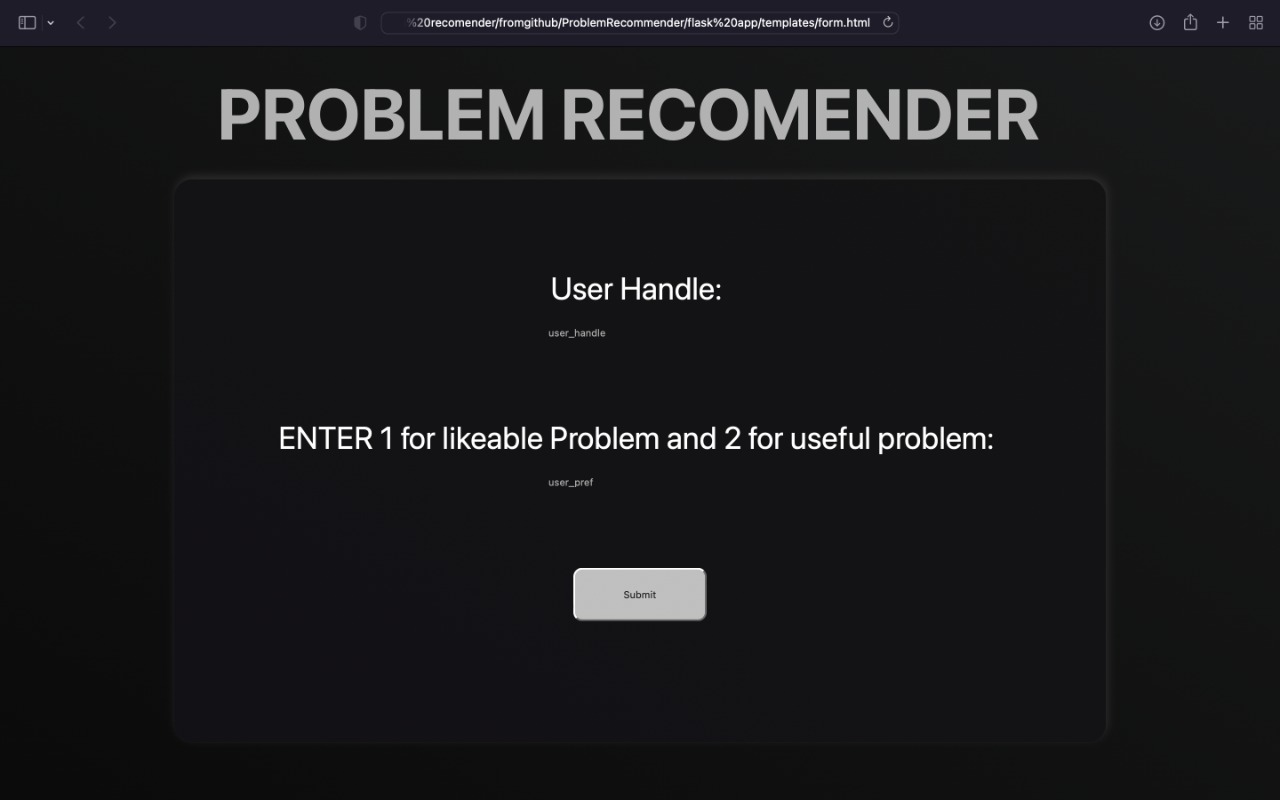 %20recomender/fromgithub/ProblemRecommender/flask%20app/templates/form.html
PROBLEM RECOMENDER
User Handle:
user_handle
ENTER 1 for likeable Problem and 2 for useful problem:
user_pref
Submit